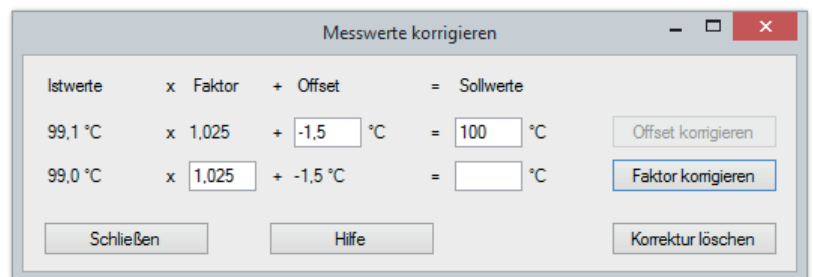 Messwerte korrigieren
Istwerte x Faktor + Offset = Sollwerte
99,1 °C x 1,025 + -1,5 °C = 100 °C Offset korrigieren
99,0 °C x 1,025 + -1,5 °C = °C Faktor korrigieren
Schließen Hilfe Korrektur löschen